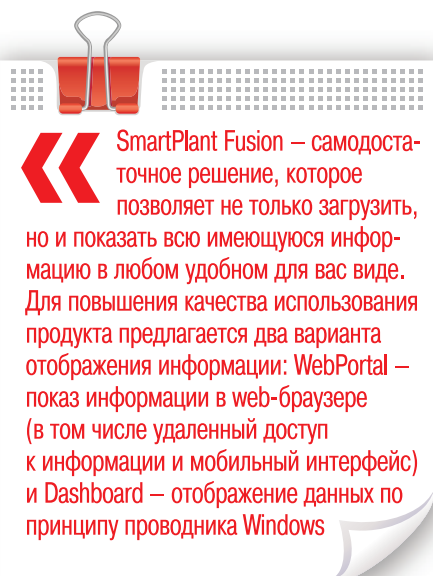 « SmartPlant Fusion – самодоста-
точное решение, которое
позволяет не только загрузить,
но и показать всю имеющуюся инфор-
мацию в любом удобном для вас виде.
Для повышения качества использования
продукта предлагается два варианта
отображения информации: WebPortal –
показ информации в web-браузере
(в том числе удаленный доступ
к информации и мобильный интерфейс)
и Dashboard – отображение данных по
принципу проводника Windows